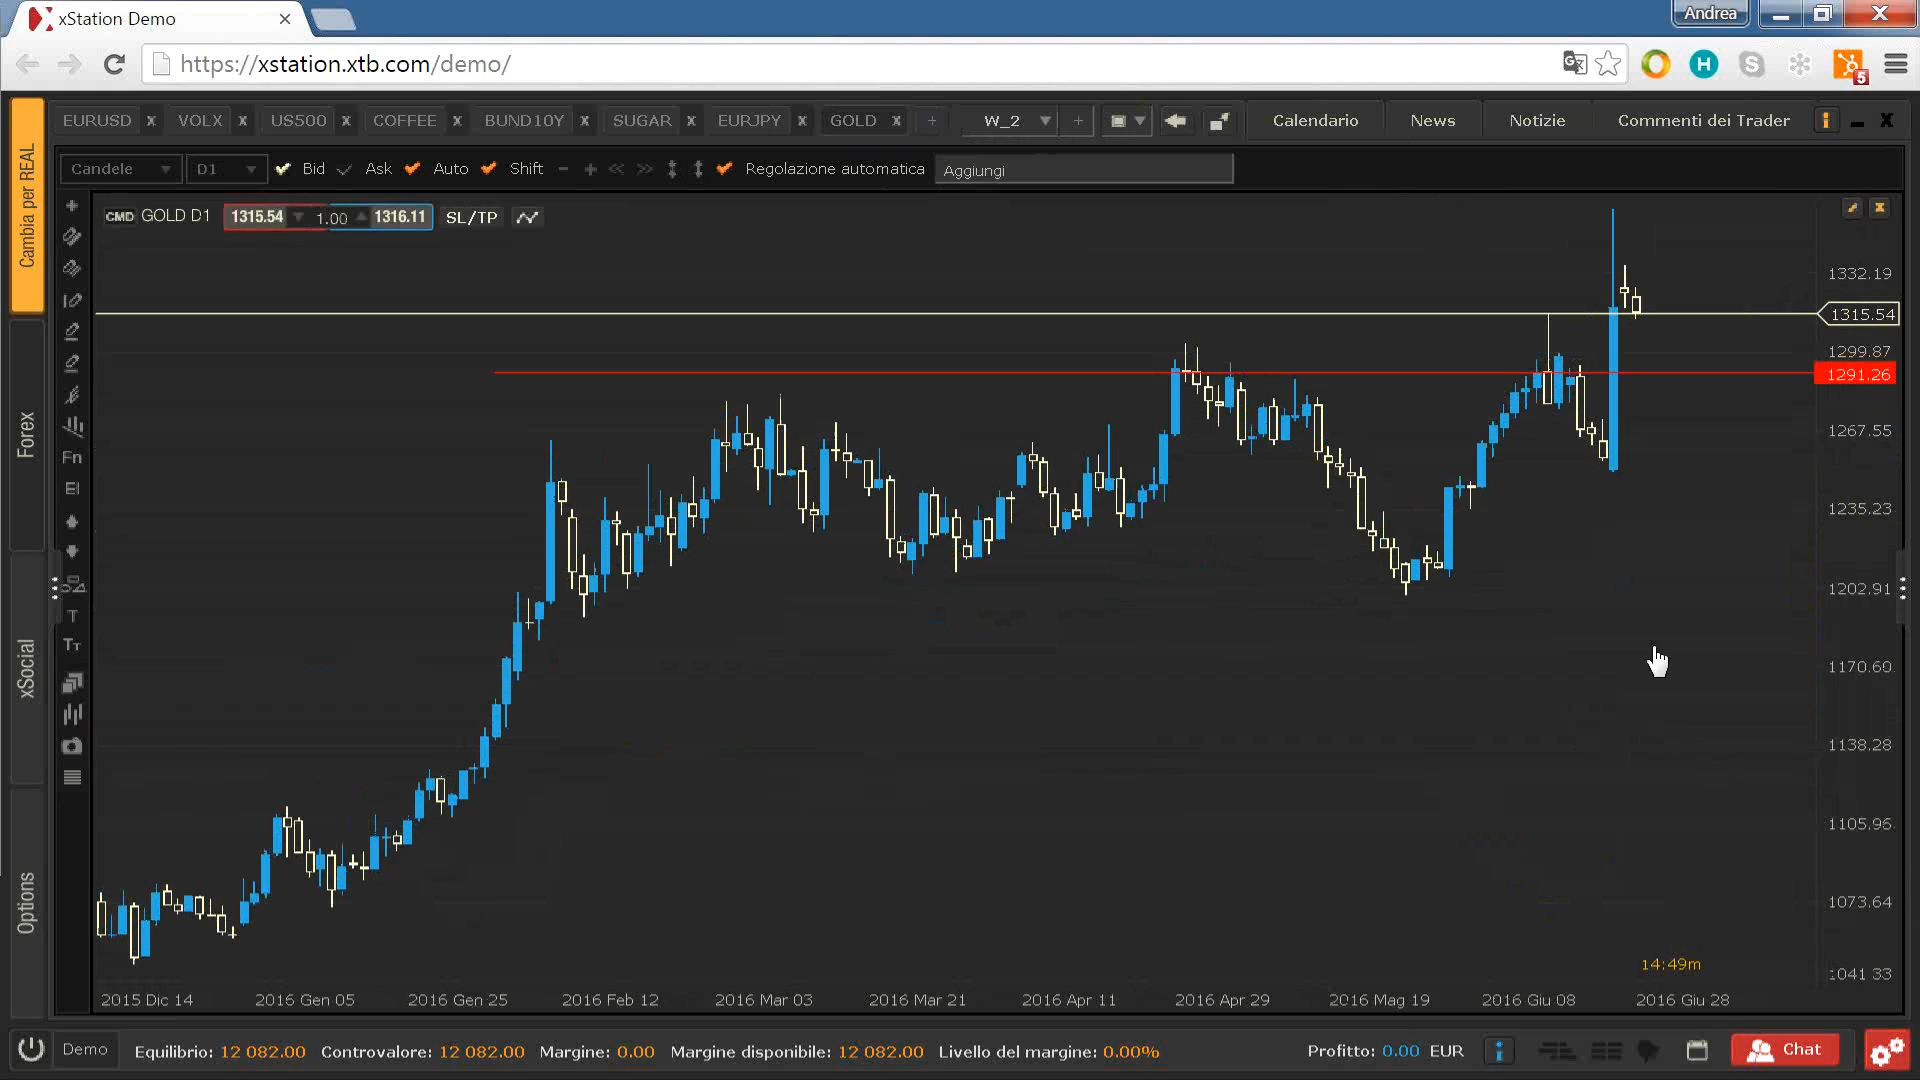 xStation Demo
Andrea
https://xstation.xtb.com/demo/
H
S
5
EURUSD x VOLX x US500 x COFFEE x BUND10Y x SUGAR x EURJPY x GOLD x + W_2 + Calendario News Notizie Commenti dei Trader
Candele D1 Bid Ask Auto Shift Regolazione automatica Aggiungi
CMD GOLD D1 1315.54 1.00 1316.11 SL/TP
Cambia per REAL
Forex
xSocial
Options
Fn
El
T
TT
1332.19
1315.54
1299.87
1291.26
1267.55
1235.23
1202.91
1170.60
1138.28
1105.96
1073.64
1041.33
14:49m
2015 Dic 14 2016 Gen 05 2016 Gen 25 2016 Feb 12 2016 Mar 03 2016 Mar 21 2016 Apr 11 2016 Apr 29 2016 Mag 19 2016 Giu 08 2016 Giu 28
Demo Equilibrio: 12 082.00 Controvalore: 12 082.00 Margine: 0.00 Margine disponibile: 12 082.00 Livello del margine: 0.00% Profitto: 0.00 EUR Chat